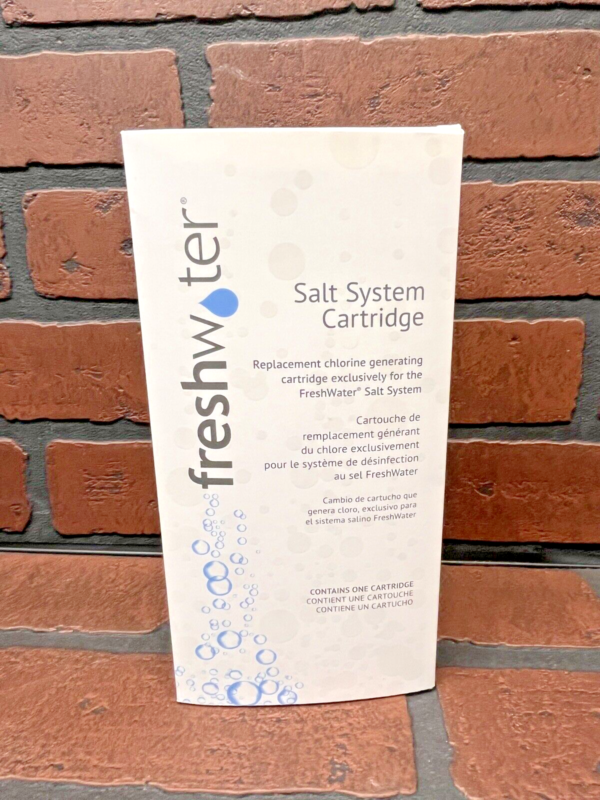 freshwater®
Salt System
Cartridge
Replacement chlorine generating
cartridge exclusively for the
FreshWater® Salt System
Cartouche de
remplacement générant
du chlore exclusivement
pour le système de désinfection
au sel FreshWater
Cambio de cartucho que
genera cloro, exclusivo para
el sistema salino FreshWater
CONTAINS ONE CARTRIDGE
CONTIENT UNE CARTOUCHE
CONTIENE UN CARTUCHO